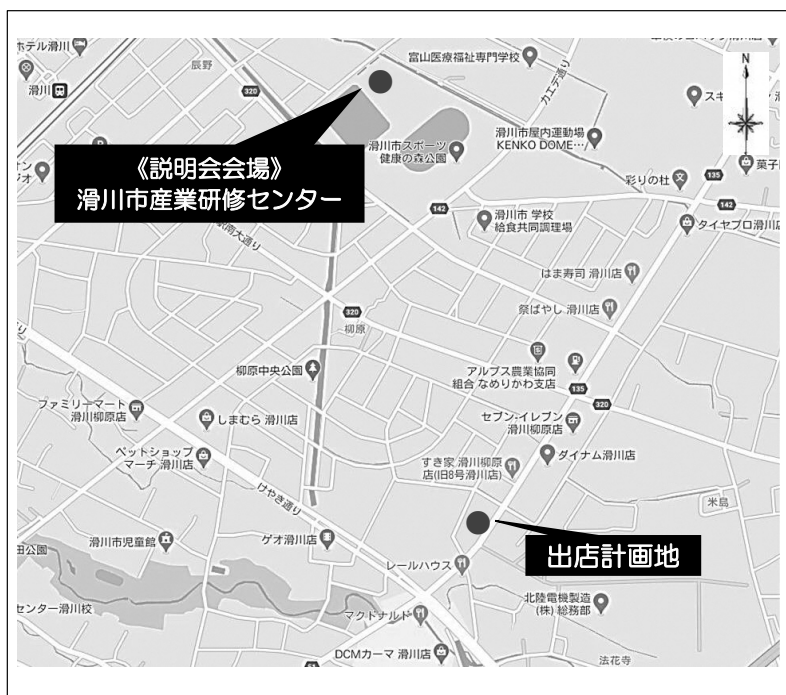 ホテル滑川
滑川
辰野
320
富山医療福祉専門学校
カエデ通り
N
《説明会会場》
滑川市産業研修センター
滑川市スポーツ
健康の森公園
滑川市屋内運動場
KENKO DOME…
135
彩りの杜
142
142
滑川市 学校
給食共同調理場
タイヤプロ滑川店
駅南大通り
はま寿司 滑川店
祭ばやし 滑川店
320
柳原
アルプス農業協同
組合 なめりかわ支店
柳原中央公園
135
320
ファミリーマート
滑川柳原店
しまむら 滑川店
セブン-イレブン
滑川柳原店
ペットショップ
マーチ 滑川店
すき家 滑川柳原
店(旧8号滑川店)
ダイナム滑川店
けやき通り
米島
滑川市児童館
ゲオ滑川店
出店計画地
田公園
レールハウス
センター滑川校
マクドナルド
北陸電機製造
(株) 総務部
DCMカーマ 滑川店
法花寺